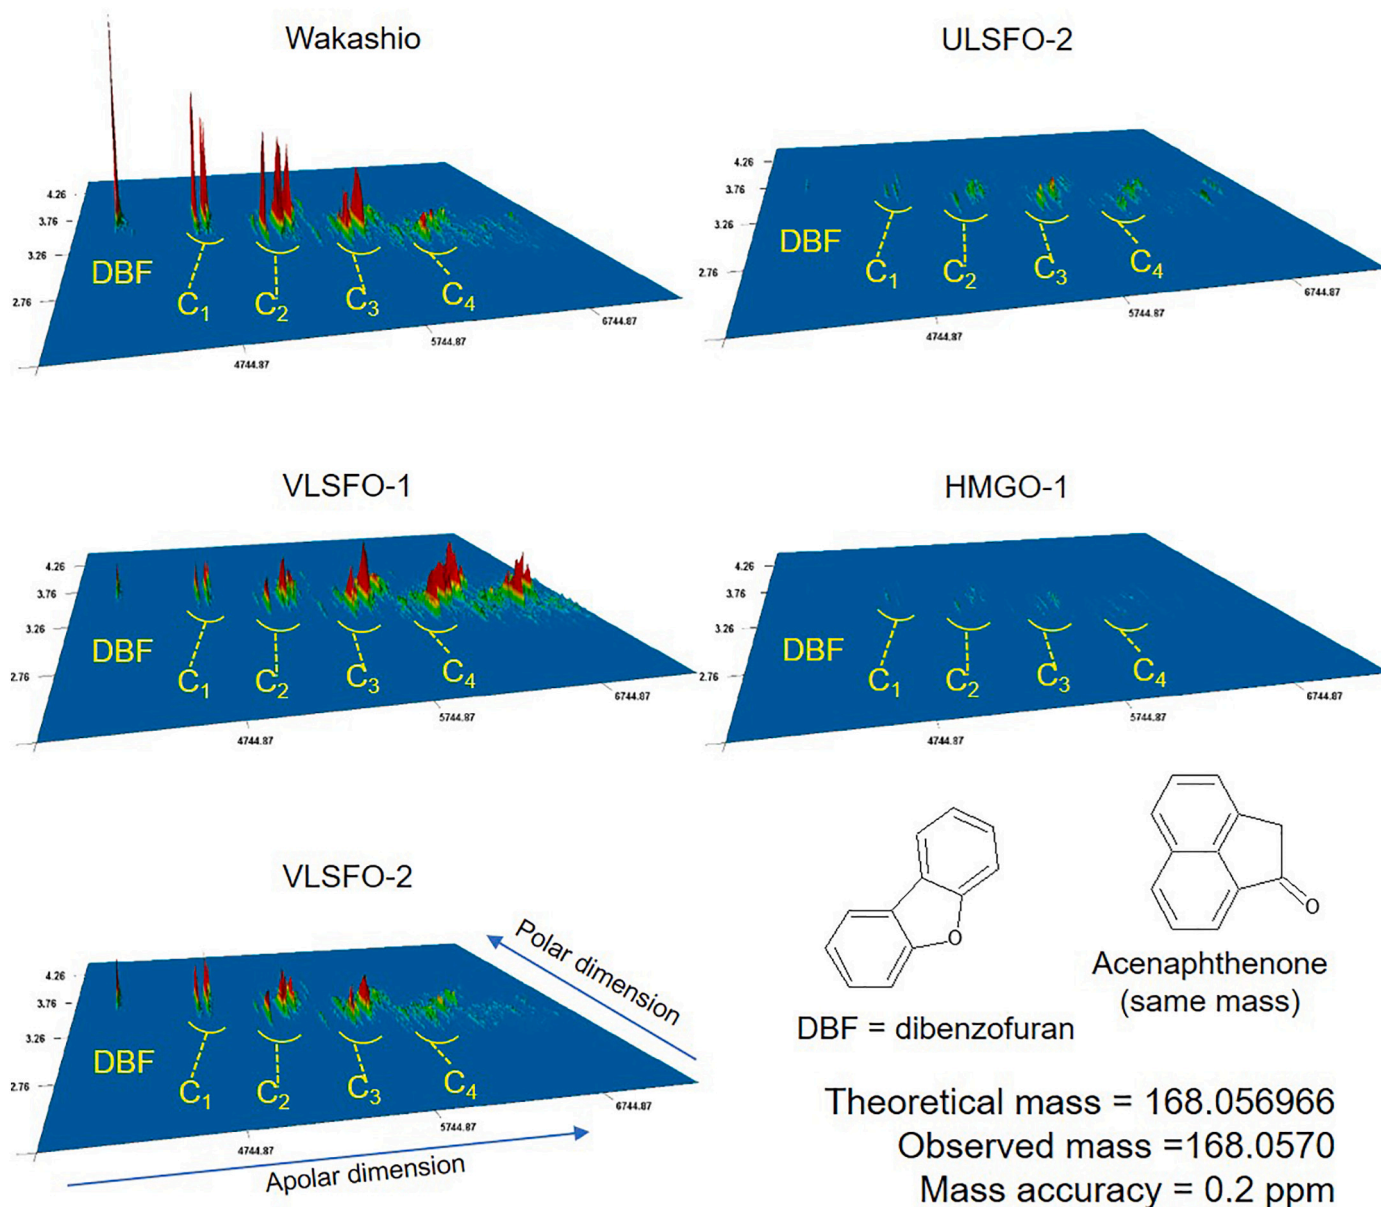 Wakashio
4.26
3.76
3.26
2.76
DBF
C1
C2
C3
C4
4744.87
5744.87
6744.87
ULSFO-2
4.26
3.76
3.26
2.76
DBF
C1
C2
C3
C4
4744.87
5744.87
6744.87
VLSFO-1
4.26
3.76
3.26
2.76
DBF
C1
C2
C3
C4
4744.87
5744.87
6744.87
HMGO-1
4.26
3.76
3.26
2.76
DBF
C1
C2
C3
C4
4744.87
5744.87
6744.87
VLSFO-2
4.26
3.76
3.26
2.76
DBF
C1
C2
C3
C4
4744.87
5744.87
6744.87
Polar dimension
Apolar dimension
O
DBF = dibenzofuran
O
Acenaphthenone
(same mass)
Theoretical mass = 168.056966
Observed mass =168.0570
Mass accuracy = 0.2 ppm